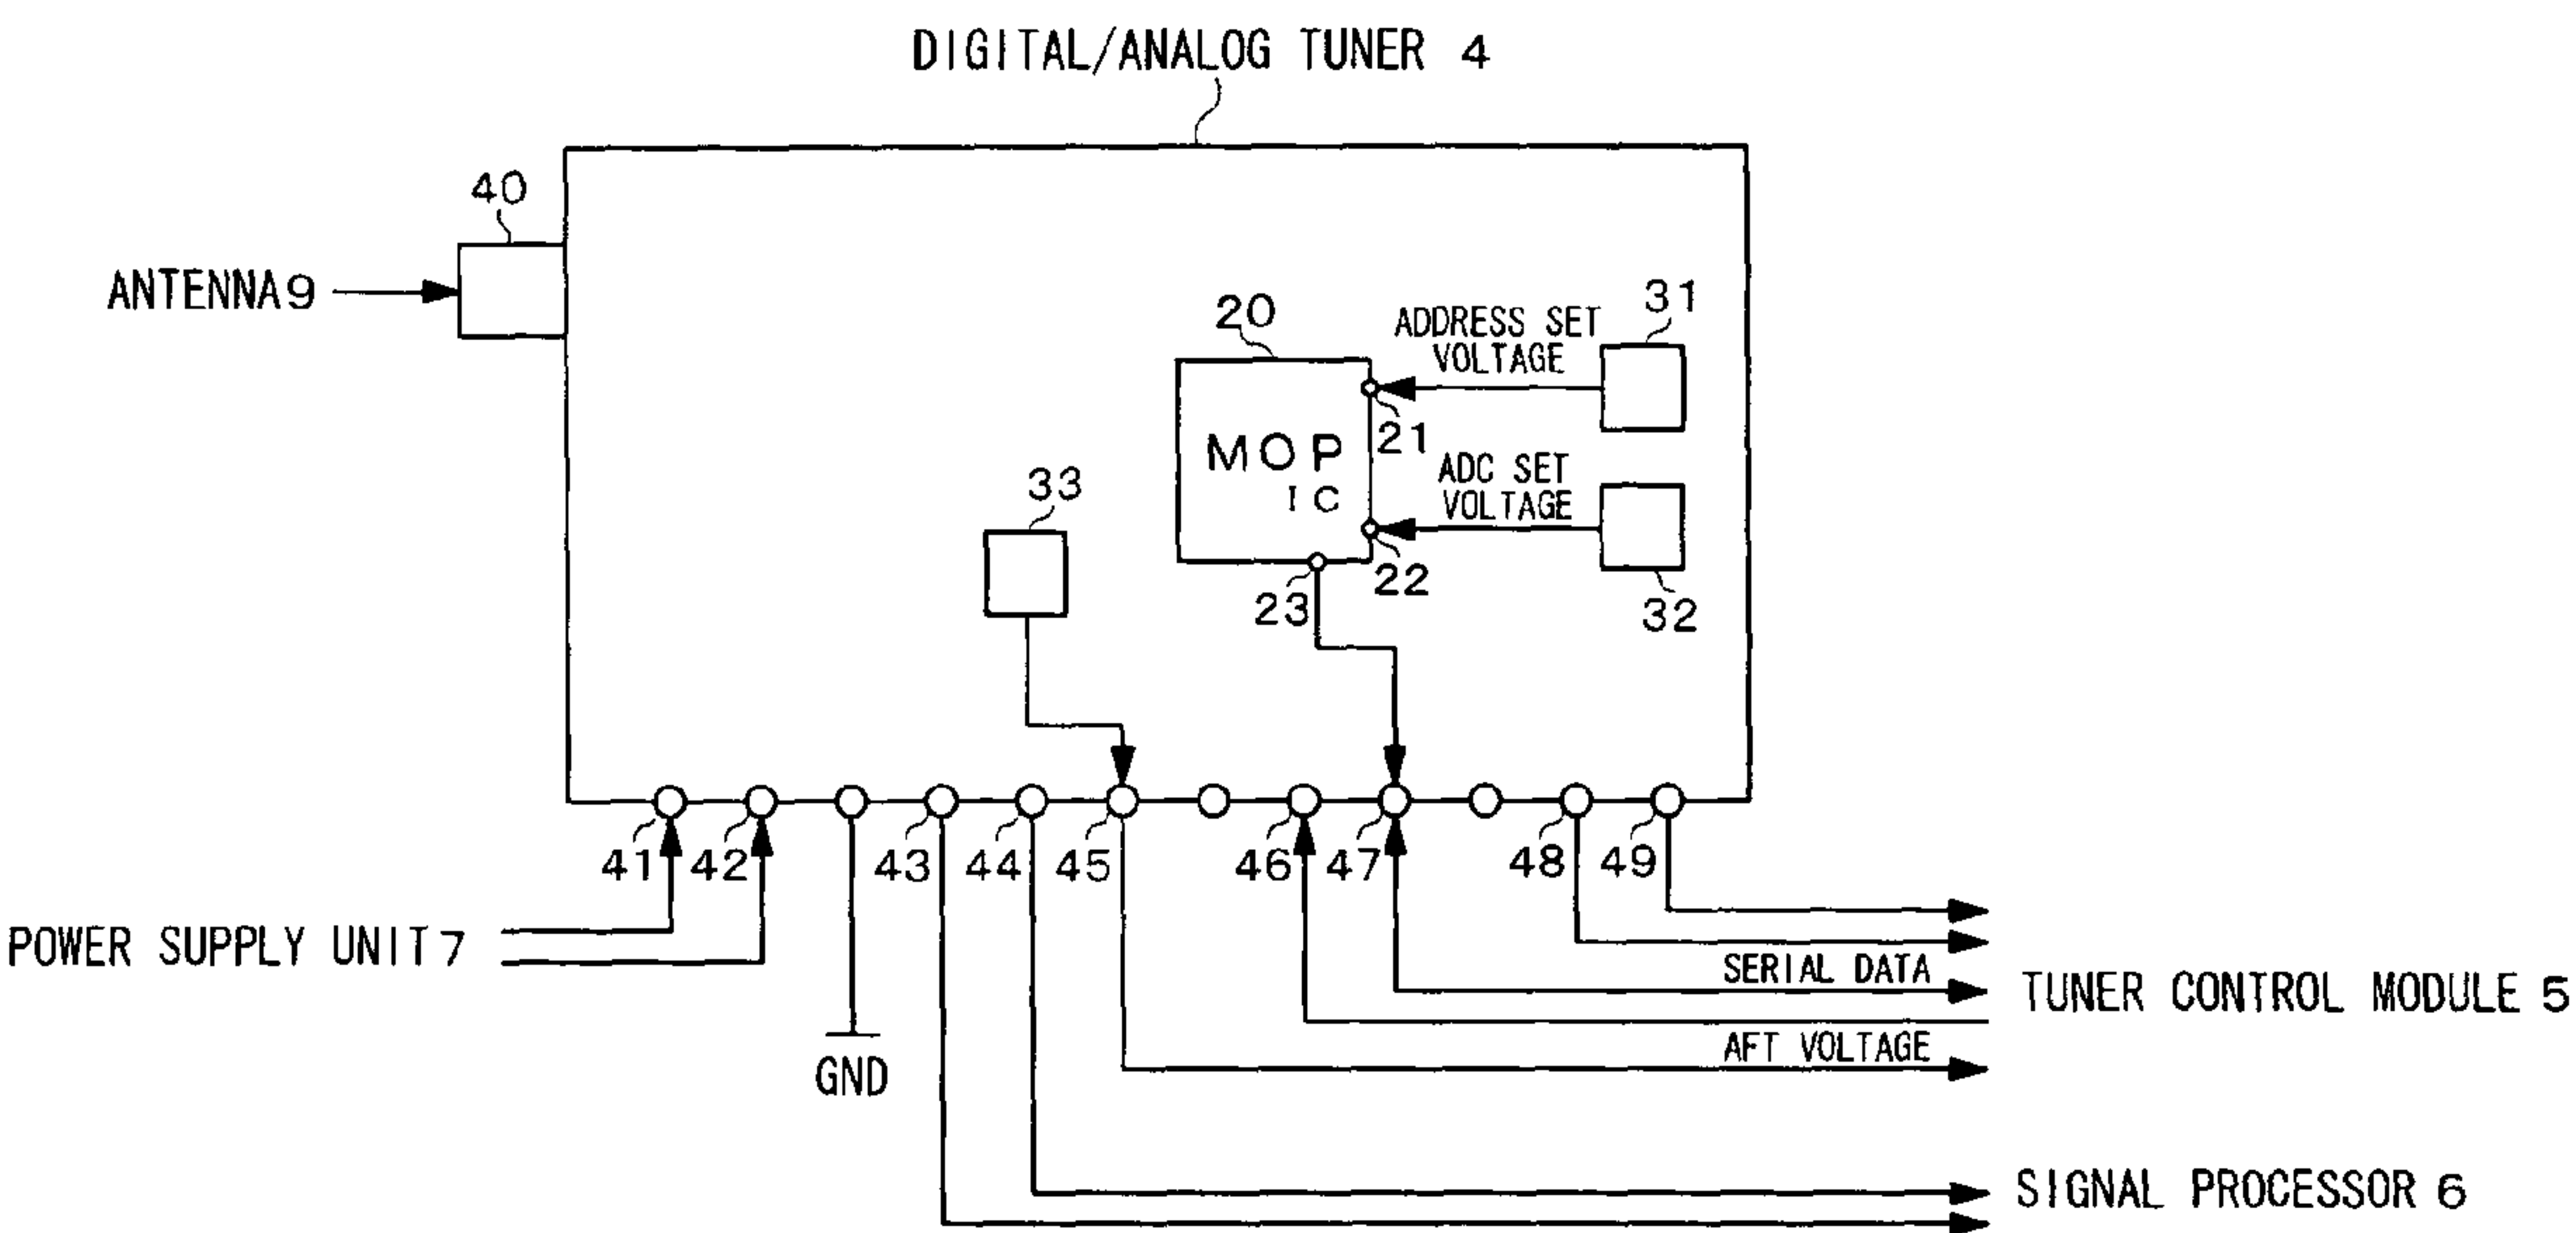 DIGITAL/ANALOG TUNER 4
40
ANTENNA9
20
ADDRESS SET
VOLTAGE
31
21
MOP
IC
ADC SET
VOLTAGE
33
22
32
23
41
42
43
44
45
46
47
48
49
POWER SUPPLY UNIT7
SERIAL DATA
TUNER CONTROL MODULE 5
AFT VOLTAGE
GND
SIGNAL PROCESSOR 6